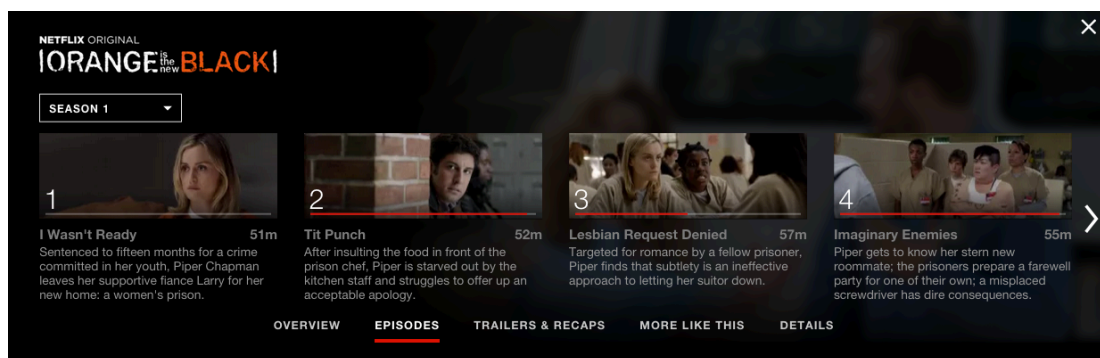 NETFLIX ORIGINAL
ORANGE is the new BLACK
SEASON 1
1
I Wasn't Ready 51m
Sentenced to fifteen months for a crime
committed in her youth, Piper Chapman
leaves her supportive fiance Larry for her
new home: a women's prison.
2
Tit Punch 52m
After insulting the food in front of the
prison chef, Piper is starved out by the
kitchen staff and struggles to offer up an
acceptable apology.
3
Lesbian Request Denied 57m
Targeted for romance by a fellow prisoner,
Piper finds that subtlety is an ineffective
approach to letting her suitor down.
4
Imaginary Enemies 55m
Piper gets to know her stern new
roommate; the prisoners prepare a farewell
party for one of their own; a misplaced
screwdriver has dire consequences.
OVERVIEW EPISODES TRAILERS & RECAPS MORE LIKE THIS DETAILS